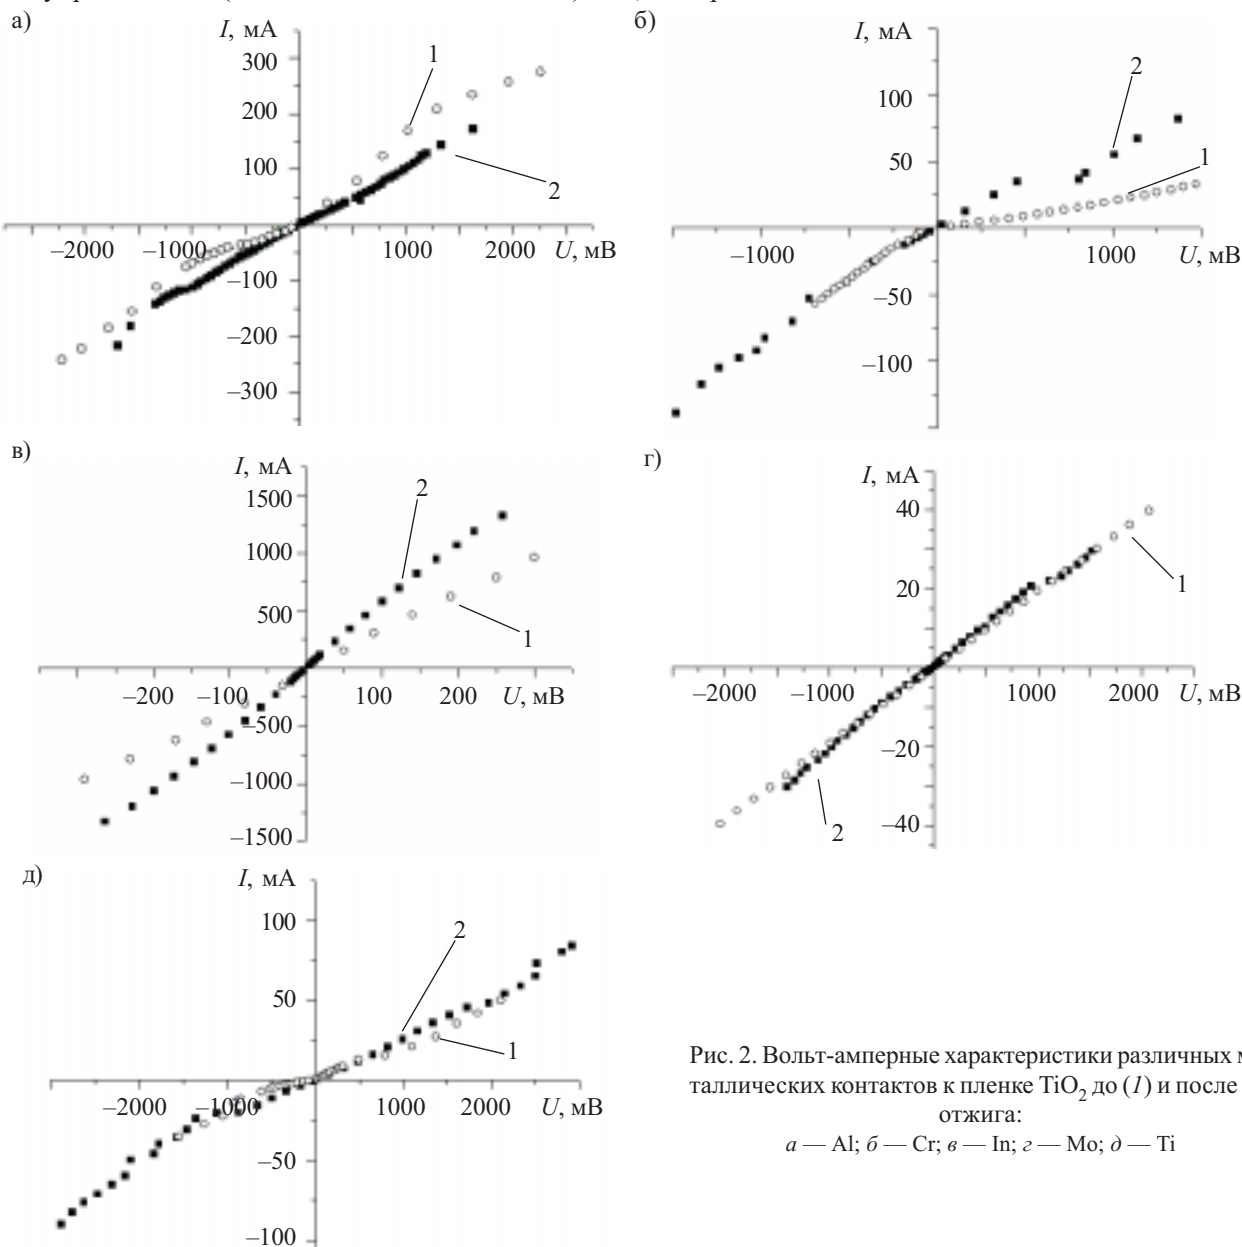 а)
I, мА
300
200
100
−100
−200
−300
−2000
−1000
1000
2000
U, мВ
1
2
б)
I, мА
100
50
−50
−100
−1000
1000
U, мВ
2
1
в)
I, мА
1500
1000
500
−500
−1000
−1500
−200
−100
100
200
U, мВ
2
1
г)
I, мА
40
20
−20
−40
−2000
−1000
1000
2000
U, мВ
1
2
д)
I, мА
100
50
−50
−100
−2000
−1000
1000
2000
U, мВ
2
1
Рис. 2. Вольт-амперные характеристики различных м
таллических контактов к пленке TiO₂ до (1) и после
отжига:
а — Al; б — Cr; в — In; г — Mo; д — Ti